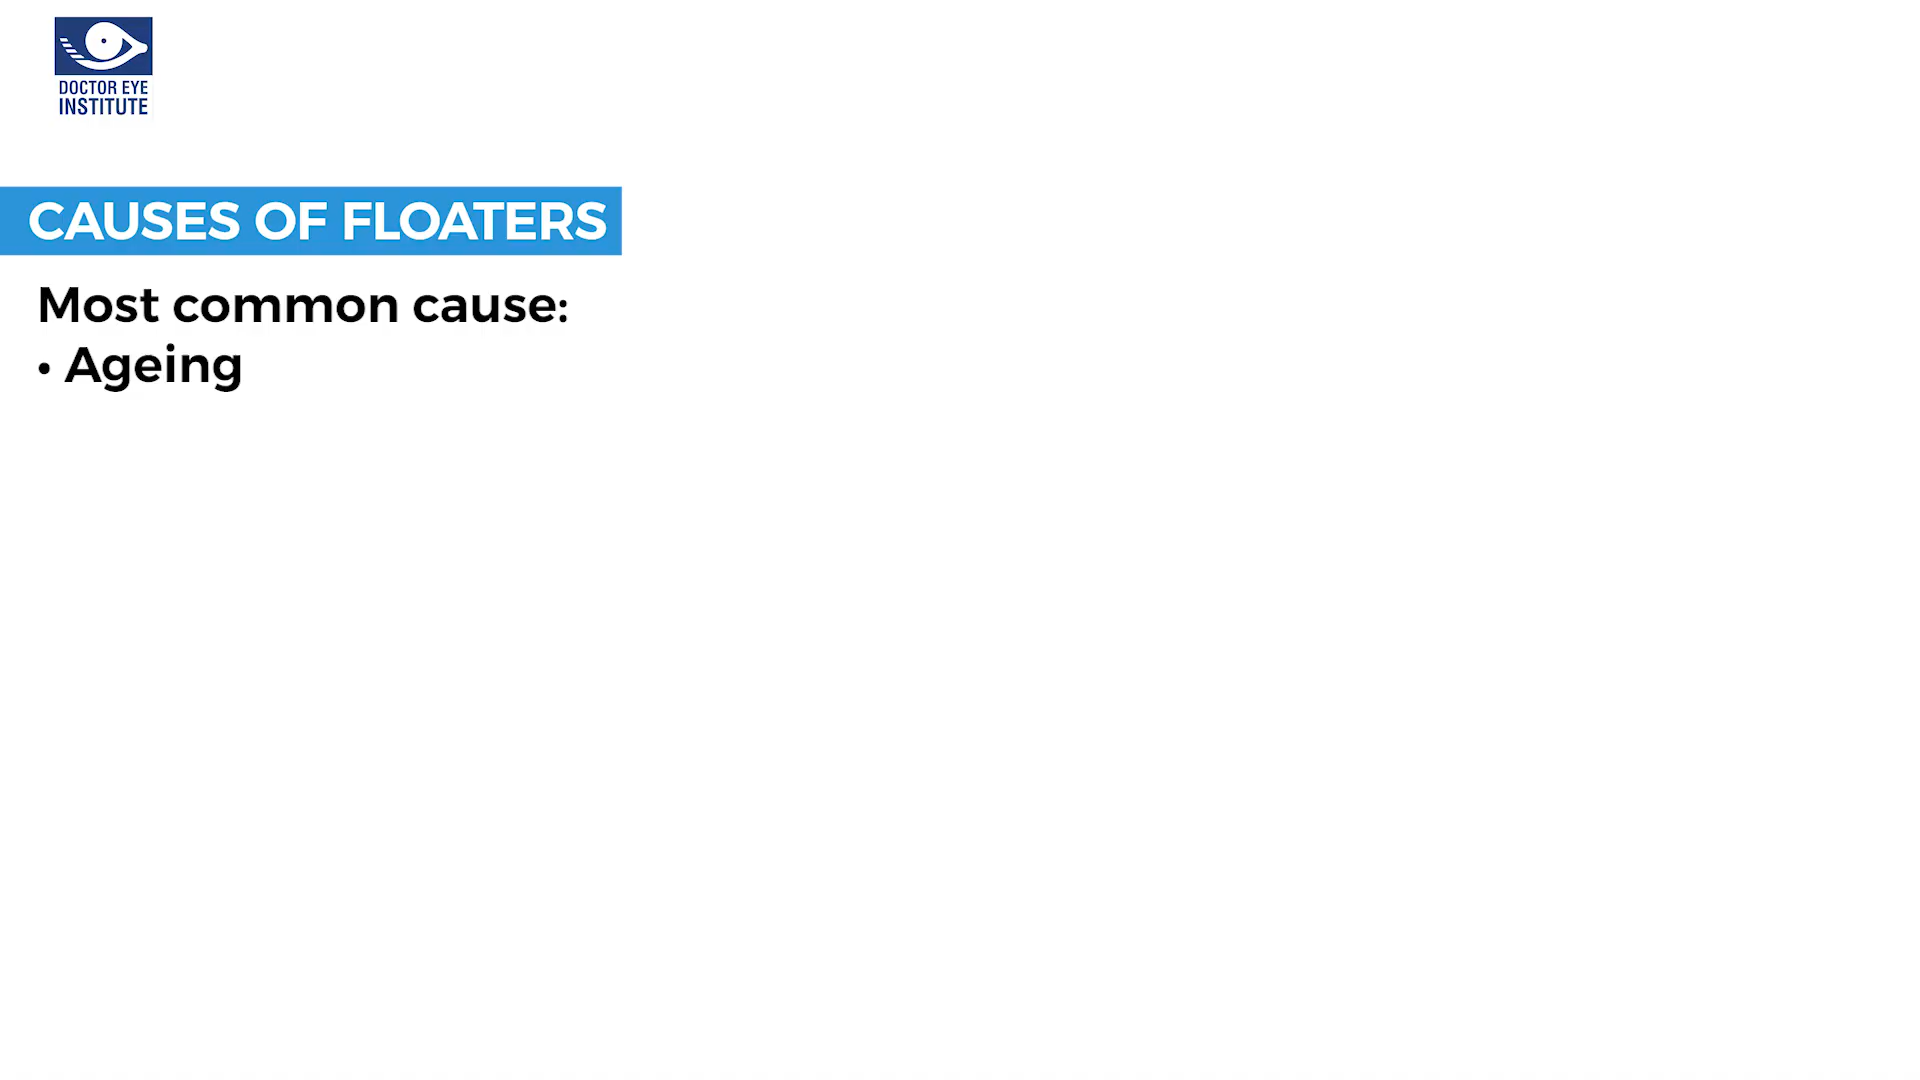 DOCTOR EYE
INSTITUTE
CAUSES OF FLOATERS
Most common cause:
• Ageing